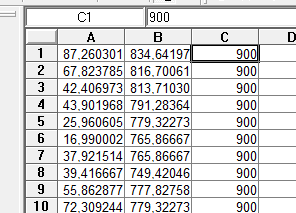 C1 900
A B C D
1 87,260301 834,64197 900
2 67,823785 816,70061 900
3 42,406973 813,71030 900
4 43,901968 791,28364 900
5 25,960605 779,32273 900
6 16,990002 765,86667 900
7 37,921514 765,86667 900
8 39,416667 749,42046 900
9 55,862877 777,82758 900
10 72,309244 779,32273 900